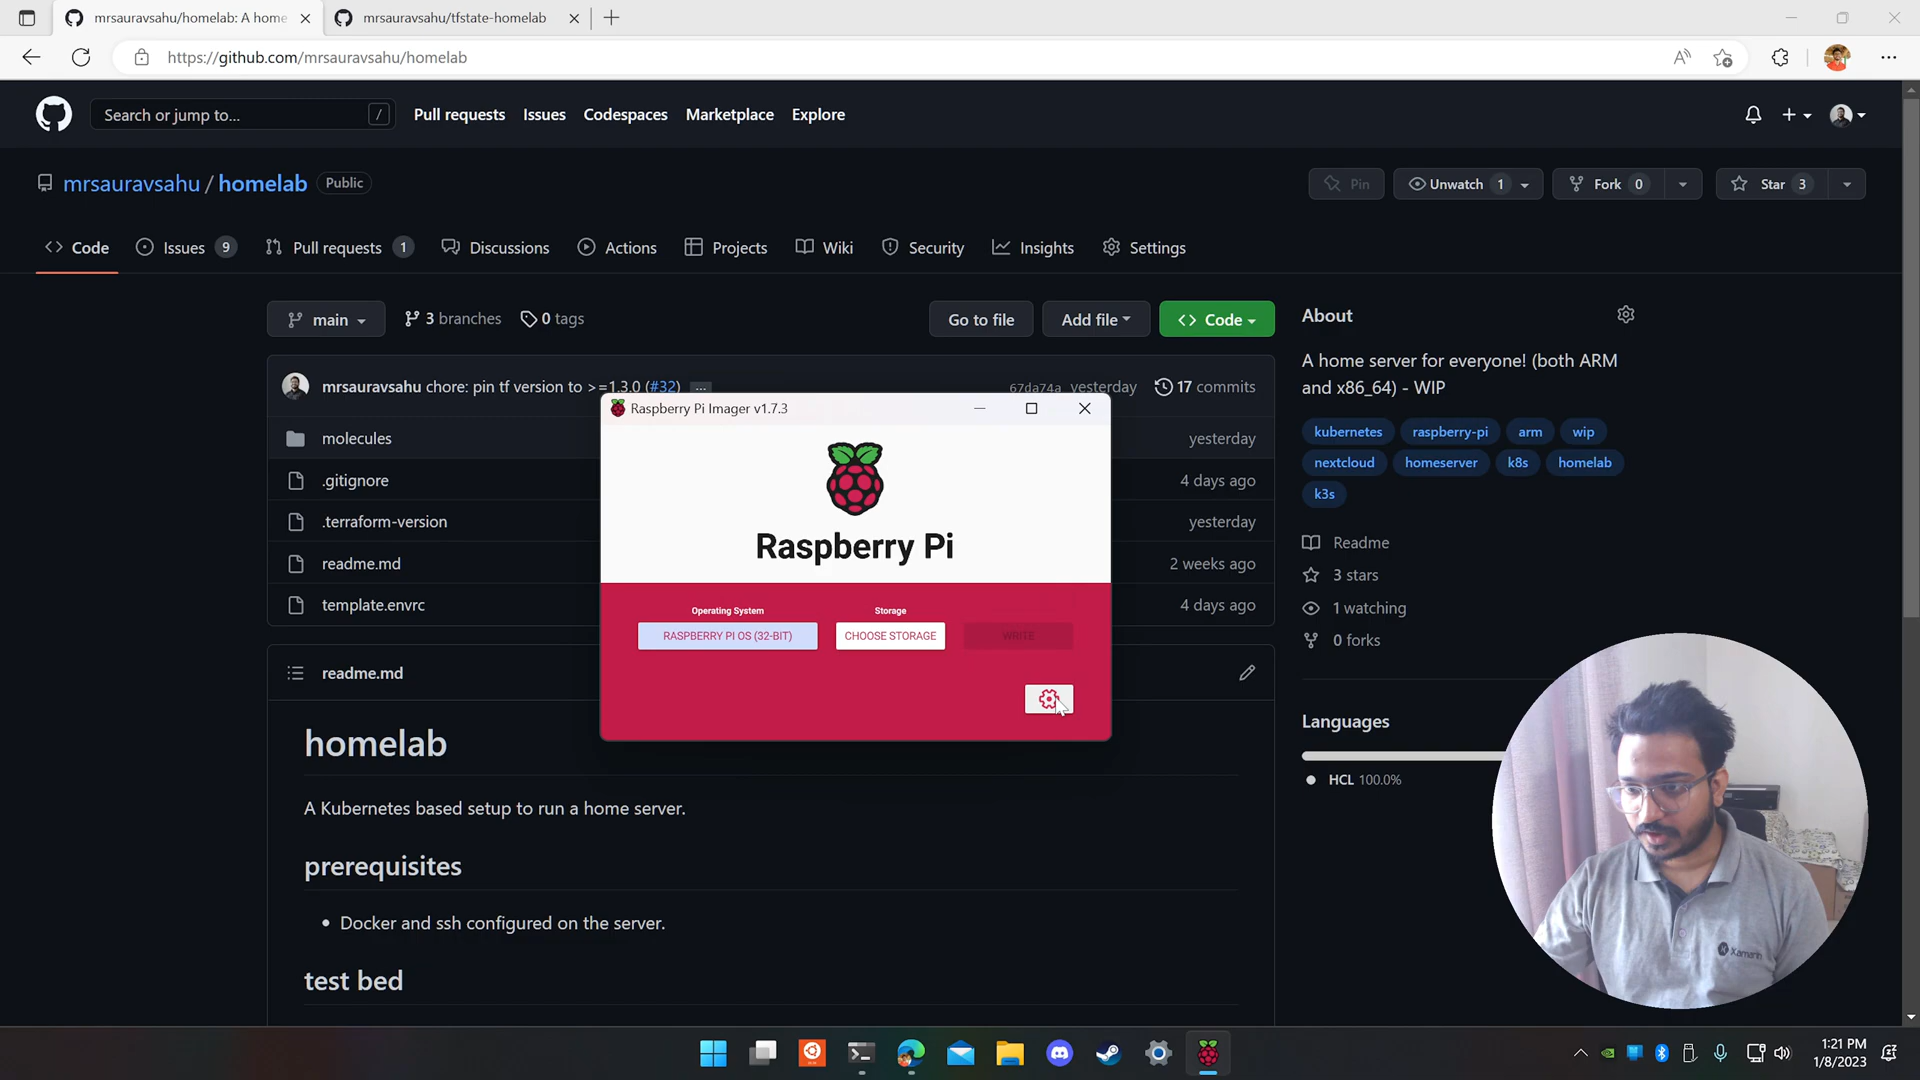 mrsauravsahu/homelab: A home
mrsauravsahu/tfstate-homelab
https://github.com/mrsauravsahu/homelab
Search or jump to...
/
Pull requests
Issues
Codespaces
Marketplace
Explore
mrsauravsahu / homelab
Public
Pin
Unwatch 1
Fork 0
Star 3
Code
Issues 9
Pull requests 1
Discussions
Actions
Projects
Wiki
Security
Insights
Settings
main
3 branches
0 tags
Go to file
Add file
Code
mrsauravsahu chore: pin tf version to >=1.3.0 (#32) ...
67da74a yesterday
17 commits
molecules
yesterday
.gitignore
4 days ago
.terraform-version
yesterday
readme.md
2 weeks ago
template.envrc
4 days ago
Raspberry Pi Imager v1.7.3
Raspberry Pi
Operating System
Storage
RASPBERRY PI OS (32-BIT)
CHOOSE STORAGE
WRITE
readme.md
homelab
A Kubernetes based setup to run a home server.
prerequisites
• Docker and ssh configured on the server.
test bed
About
A home server for everyone! (both ARM
and x86_64) - WIP
kubernetes
raspberry-pi
arm
wip
nextcloud
homeserver
k8s
homelab
k3s
Readme
3 stars
1 watching
0 forks
Languages
HCL 100.0%
Xamarin
1:21 PM
1/8/2023